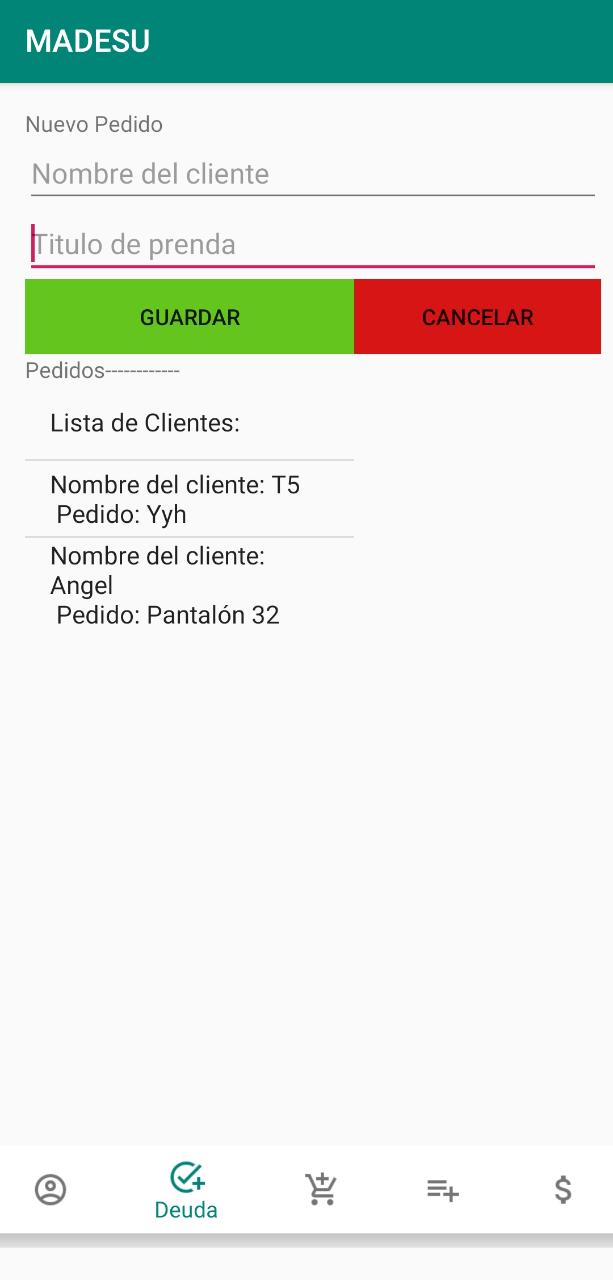 MADESU
Nuevo Pedido
Nombre del cliente
Titulo de prenda
GUARDAR CANCELAR
Pedidos------------
Lista de Clientes:
Nombre del cliente: T5
Pedido: Yyh
Nombre del cliente:
Angel
Pedido: Pantalón 32
Deuda